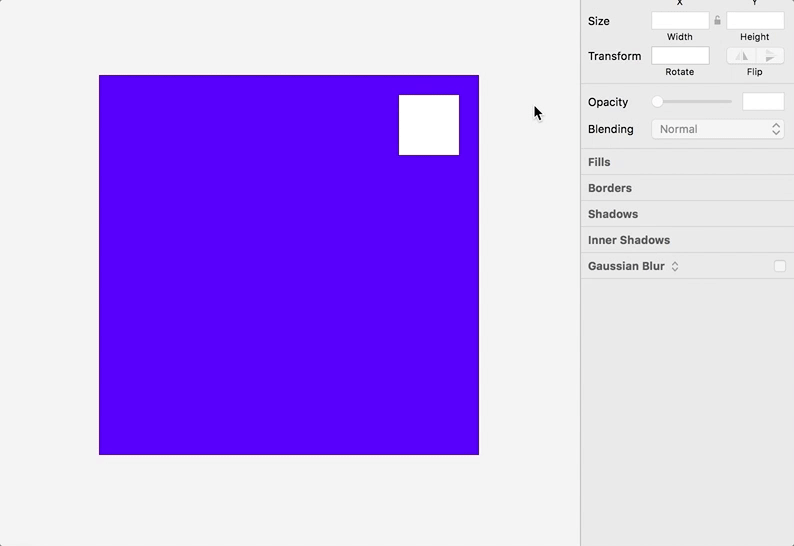 X Y
Size
Width Height
Transform
Rotate Flip
Opacity
Blending Normal
Fills
Borders
Shadows
Inner Shadows
Gaussian Blur